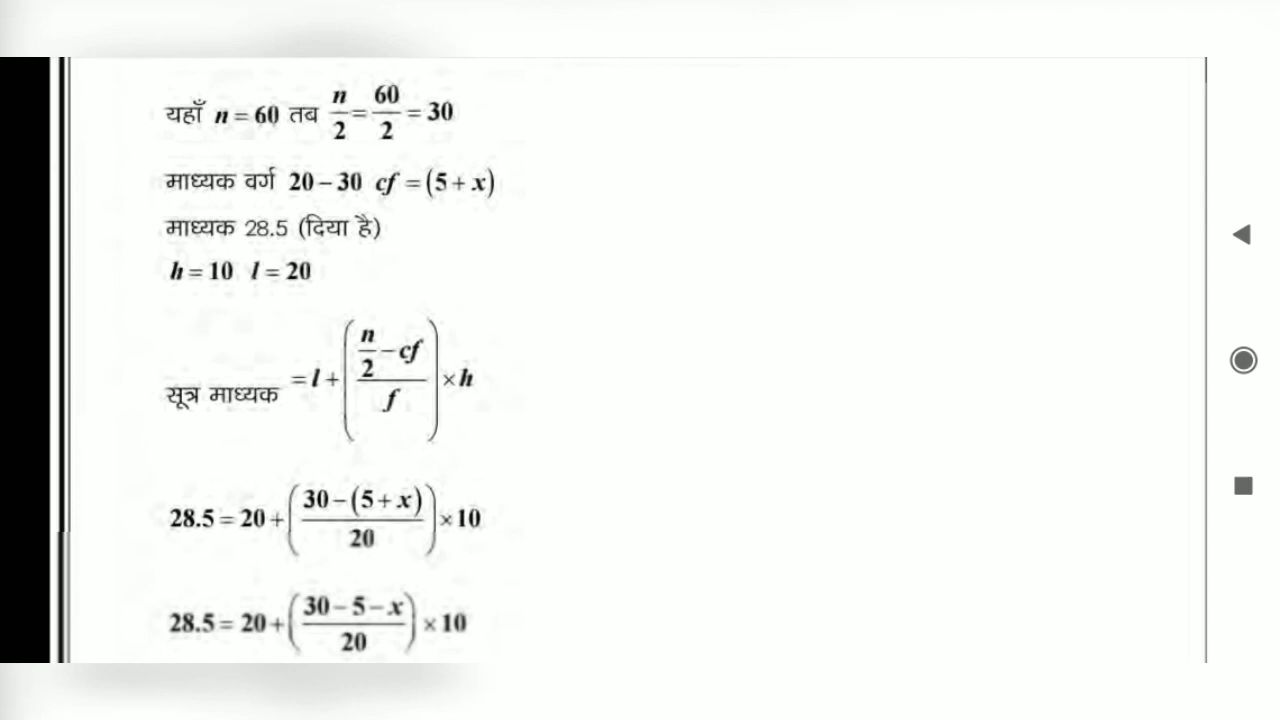 यहाँ n = 60 तब n/2 = 60/2 = 30
माध्यक वर्ग 20 – 30 cf = (5 + x)
माध्यक 28.5 (दिया है)
h = 10 l = 20
सूत्र माध्यक = l + ((n/2 – cf)/f) × h
28.5 = 20 + ((30 – (5 + x))/20) × 10
28.5 = 20 + ((30 – 5 – x)/20) × 10